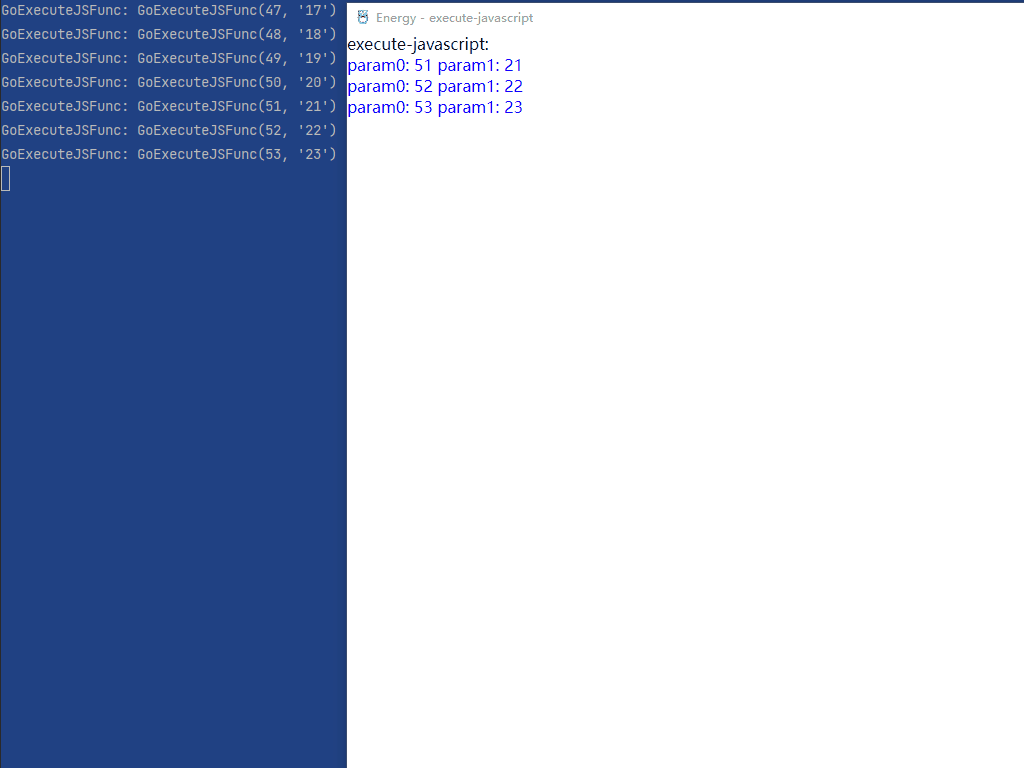 GoExecuteJSFunc: GoExecuteJSFunc(47, '17')
GoExecuteJSFunc: GoExecuteJSFunc(48, '18')
GoExecuteJSFunc: GoExecuteJSFunc(49, '19')
GoExecuteJSFunc: GoExecuteJSFunc(50, '20')
GoExecuteJSFunc: GoExecuteJSFunc(51, '21')
GoExecuteJSFunc: GoExecuteJSFunc(52, '22')
GoExecuteJSFunc: GoExecuteJSFunc(53, '23')
Energy - execute-javascript
execute-javascript:
param0: 51 param1: 21
param0: 52 param1: 22
param0: 53 param1: 23